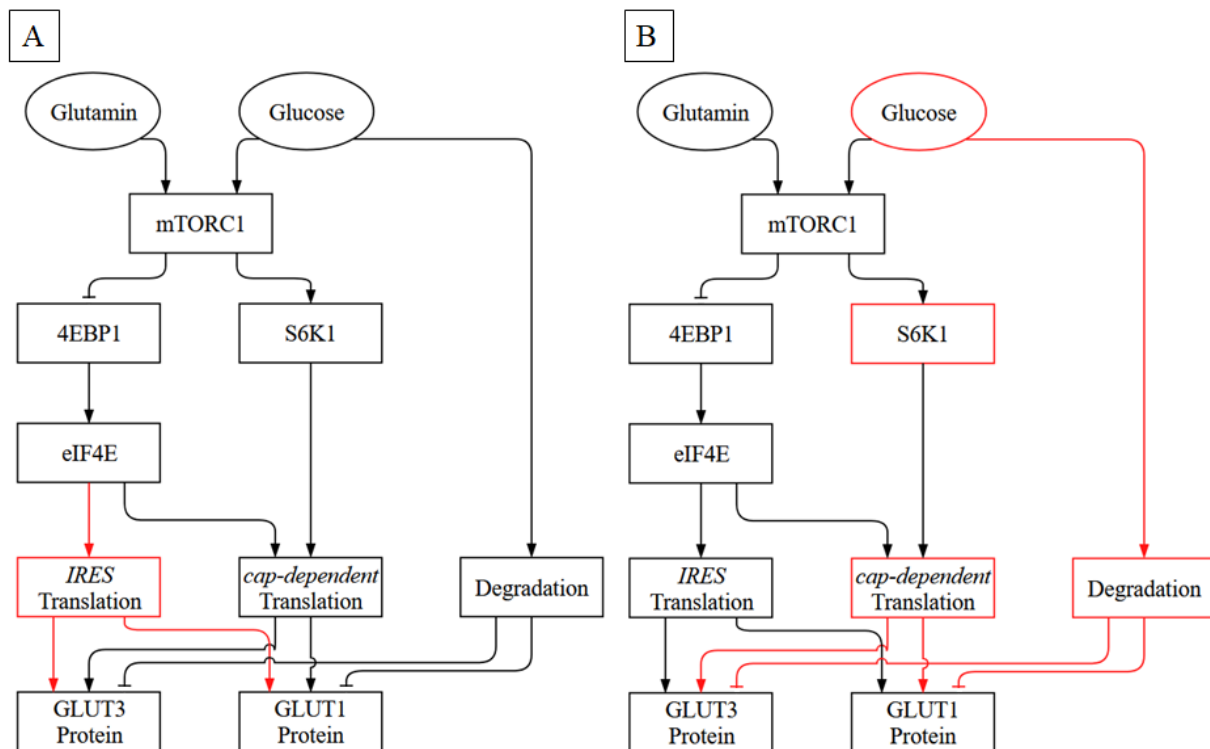 A
Glutamin
Glucose
mTORC1
4EBP1
S6K1
eIF4E
IRES
Translation
cap-dependent
Translation
Degradation
GLUT3
Protein
GLUT1
Protein
B
Glutamin
Glucose
mTORC1
4EBP1
S6K1
eIF4E
IRES
Translation
cap-dependent
Translation
Degradation
GLUT3
Protein
GLUT1
Protein